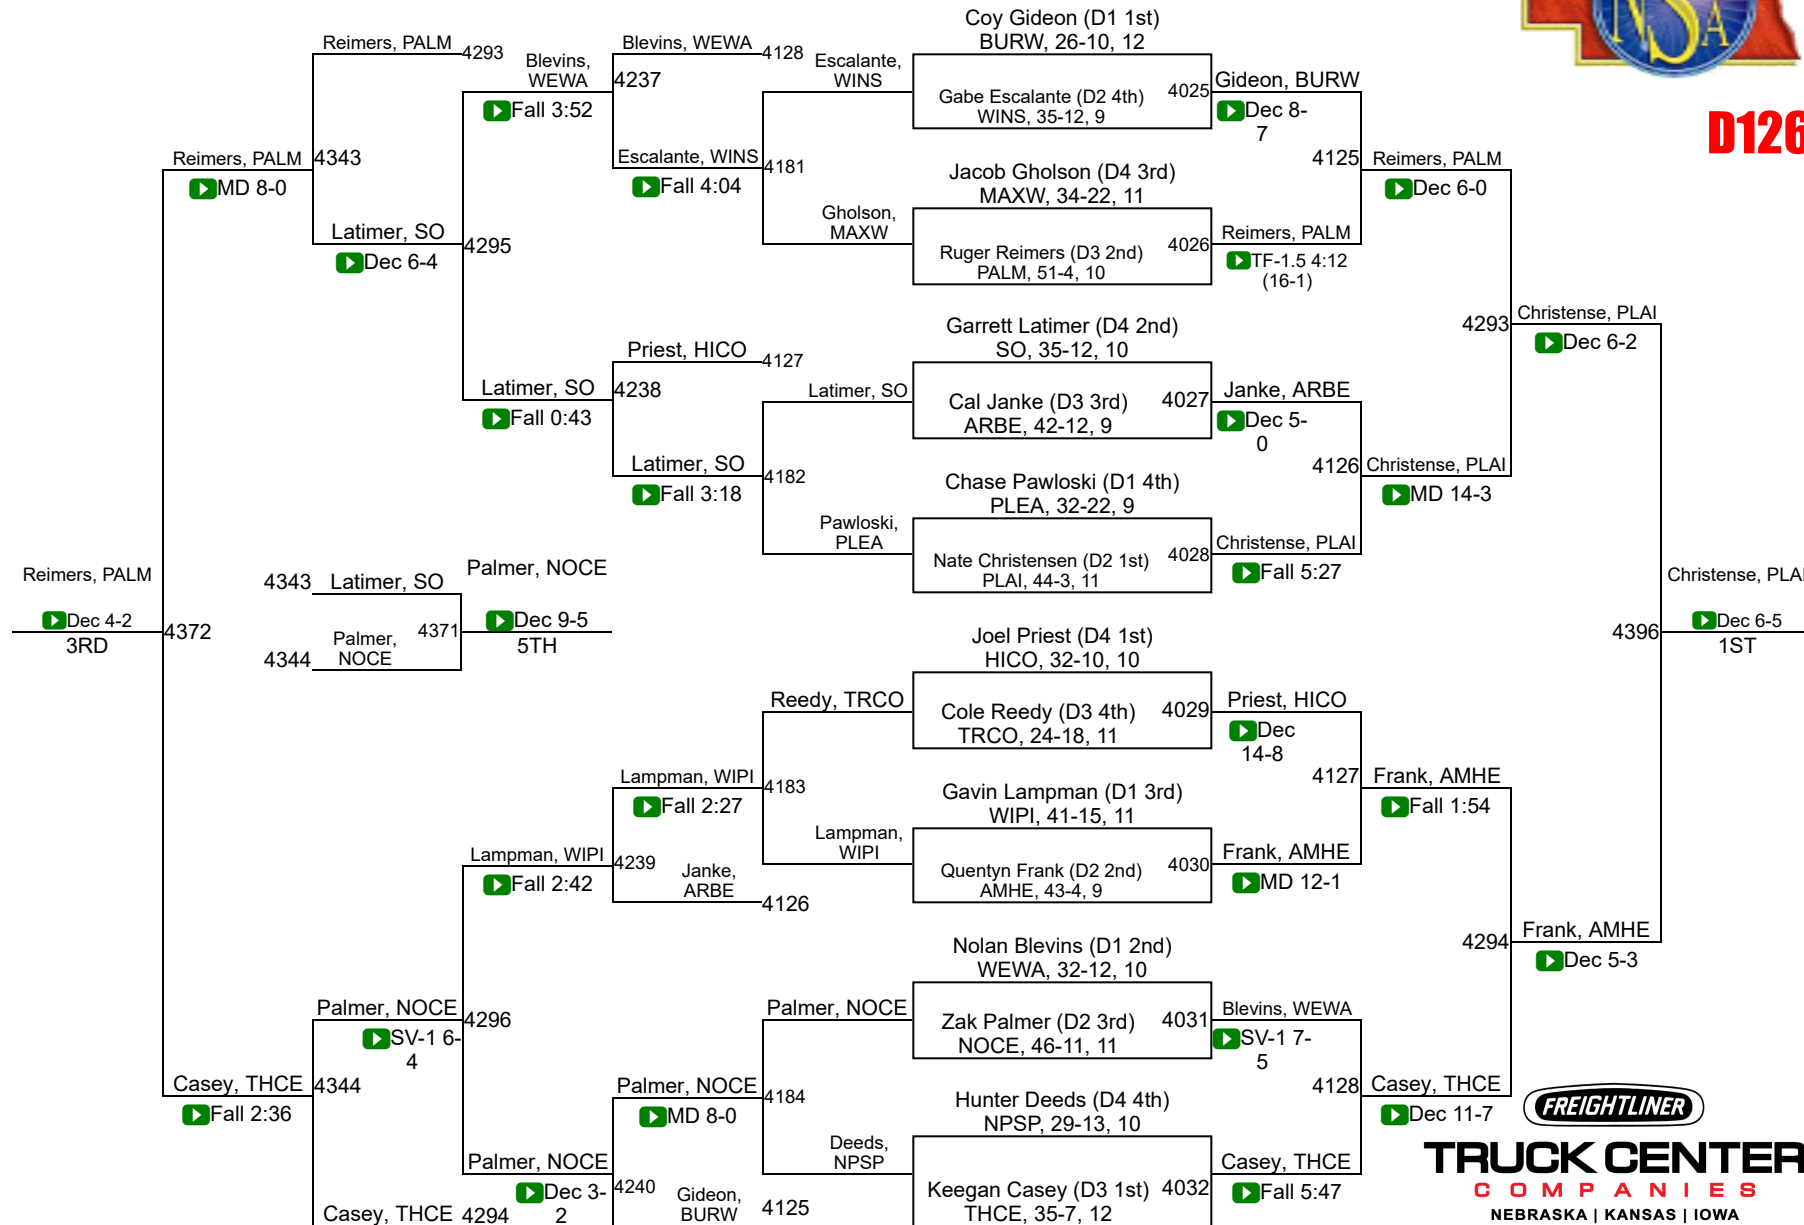 Coy Gideon (D1 1st)
BURW, 26-10, 12
Gabe Escalante (D2 4th)
WINS, 35-12, 9
4025
Jacob Gholson (D4 3rd)
MAXW, 34-22, 11
Ruger Reimers (D3 2nd)
PALM, 51-4, 10
4026
Garrett Latimer (D4 2nd)
SO, 35-12, 10
Cal Janke (D3 3rd)
ARBE, 42-12, 9
4027
Chase Pawloski (D1 4th)
PLEA, 32-22, 9
Nate Christensen (D2 1st)
PLAI, 44-3, 11
4028
Joel Priest (D4 1st)
HICO, 32-10, 10
Cole Reedy (D3 4th)
TRCO, 24-18, 11
4029
Gavin Lampman (D1 3rd)
WIPI, 41-15, 11
Quentyn Frank (D2 2nd)
AMHE, 43-4, 9
4030
Nolan Blevins (D1 2nd)
WEWA, 32-12, 10
Zak Palmer (D2 3rd)
NOCE, 46-11, 11
4031
Hunter Deeds (D4 4th)
NPSP, 29-13, 10
Keegan Casey (D3 1st)
THCE, 35-7, 12
4032
Gideon, BURW
Dec 8-
7
4125
Reimers, PALM
TF-1.5 4:12
(16-1)
Janke, ARBE
Dec 5-
0
4126
Christense, PLAI
Fall 5:27
Priest, HICO
Dec
14-8
4127
Frank, AMHE
MD 12-1
Blevins, WEWA
SV-1 7-
5
4128
Casey, THCE
Fall 5:47
Reimers, PALM
Dec 6-0
4293
Christense, PLAI
MD 14-3
Frank, AMHE
Fall 1:54
4294
Casey, THCE
Dec 11-7
Christense, PLAI
Dec 6-2
4396
Frank, AMHE
Dec 5-3
Christense, PLAI
Dec 6-5
1ST
Escalante,
WINS
4181
Gholson,
MAXW
Latimer, SO
4182
Pawloski,
PLEA
Reedy, TRCO
4183
Lampman,
WIPI
Palmer, NOCE
4184
Deeds,
NPSP
Blevins, WEWA
4128
4237
Escalante, WINS
Fall 4:04
Priest, HICO
4127
4238
Latimer, SO
Fall 3:18
Lampman, WIPI
Fall 2:27
4239
Janke,
ARBE
4126
Palmer, NOCE
MD 8-0
4240
Gideon,
BURW
4125
Blevins,
WEWA
Fall 3:52
4295
Latimer, SO
Fall 0:43
Lampman, WIPI
Fall 2:42
4296
Palmer, NOCE
Dec 3-
2
Reimers, PALM
4293
4343
Latimer, SO
Dec 6-4
Palmer, NOCE
SV-1 6-
4
4344
Casey, THCE
4294
Reimers, PALM
MD 8-0
4372
Casey, THCE
Fall 2:36
Reimers, PALM
Dec 4-2
3RD
4343
Latimer, SO
4344
Palmer,
NOCE
4371
Palmer, NOCE
Dec 9-5
5TH
NSA
D126
FREIGHTLINER
TRUCK CENTER
COMPANIES
NEBRASKA | KANSAS | IOWA